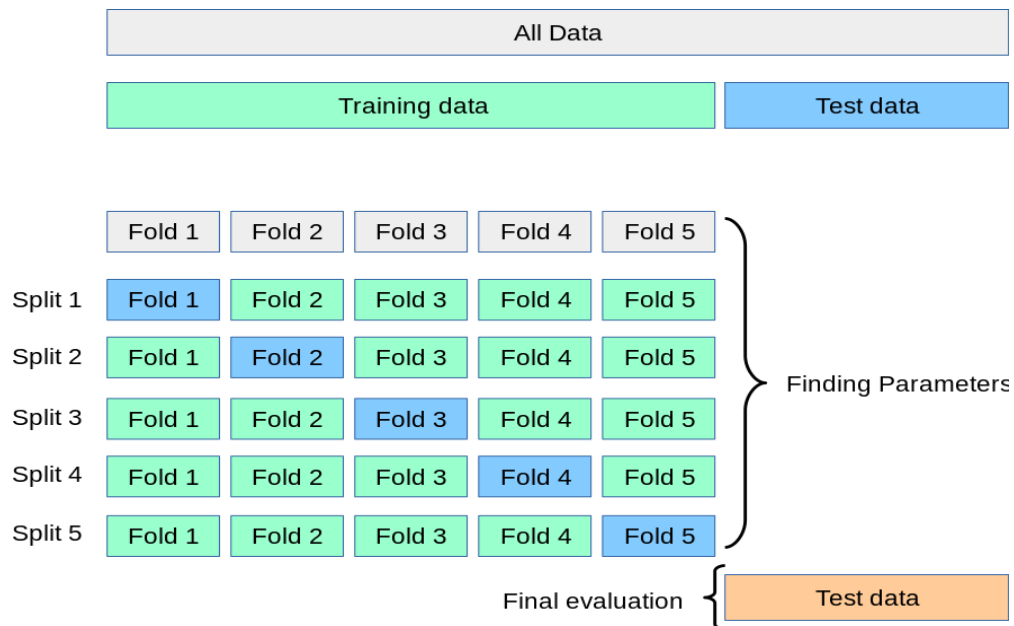 All Data
Training data Test data
Fold 1 Fold 2 Fold 3 Fold 4 Fold 5
Split 1 Fold 1 Fold 2 Fold 3 Fold 4 Fold 5
Split 2 Fold 1 Fold 2 Fold 3 Fold 4 Fold 5
Finding Parameters
Split 3 Fold 1 Fold 2 Fold 3 Fold 4 Fold 5
Split 4 Fold 1 Fold 2 Fold 3 Fold 4 Fold 5
Split 5 Fold 1 Fold 2 Fold 3 Fold 4 Fold 5
Final evaluation Test data